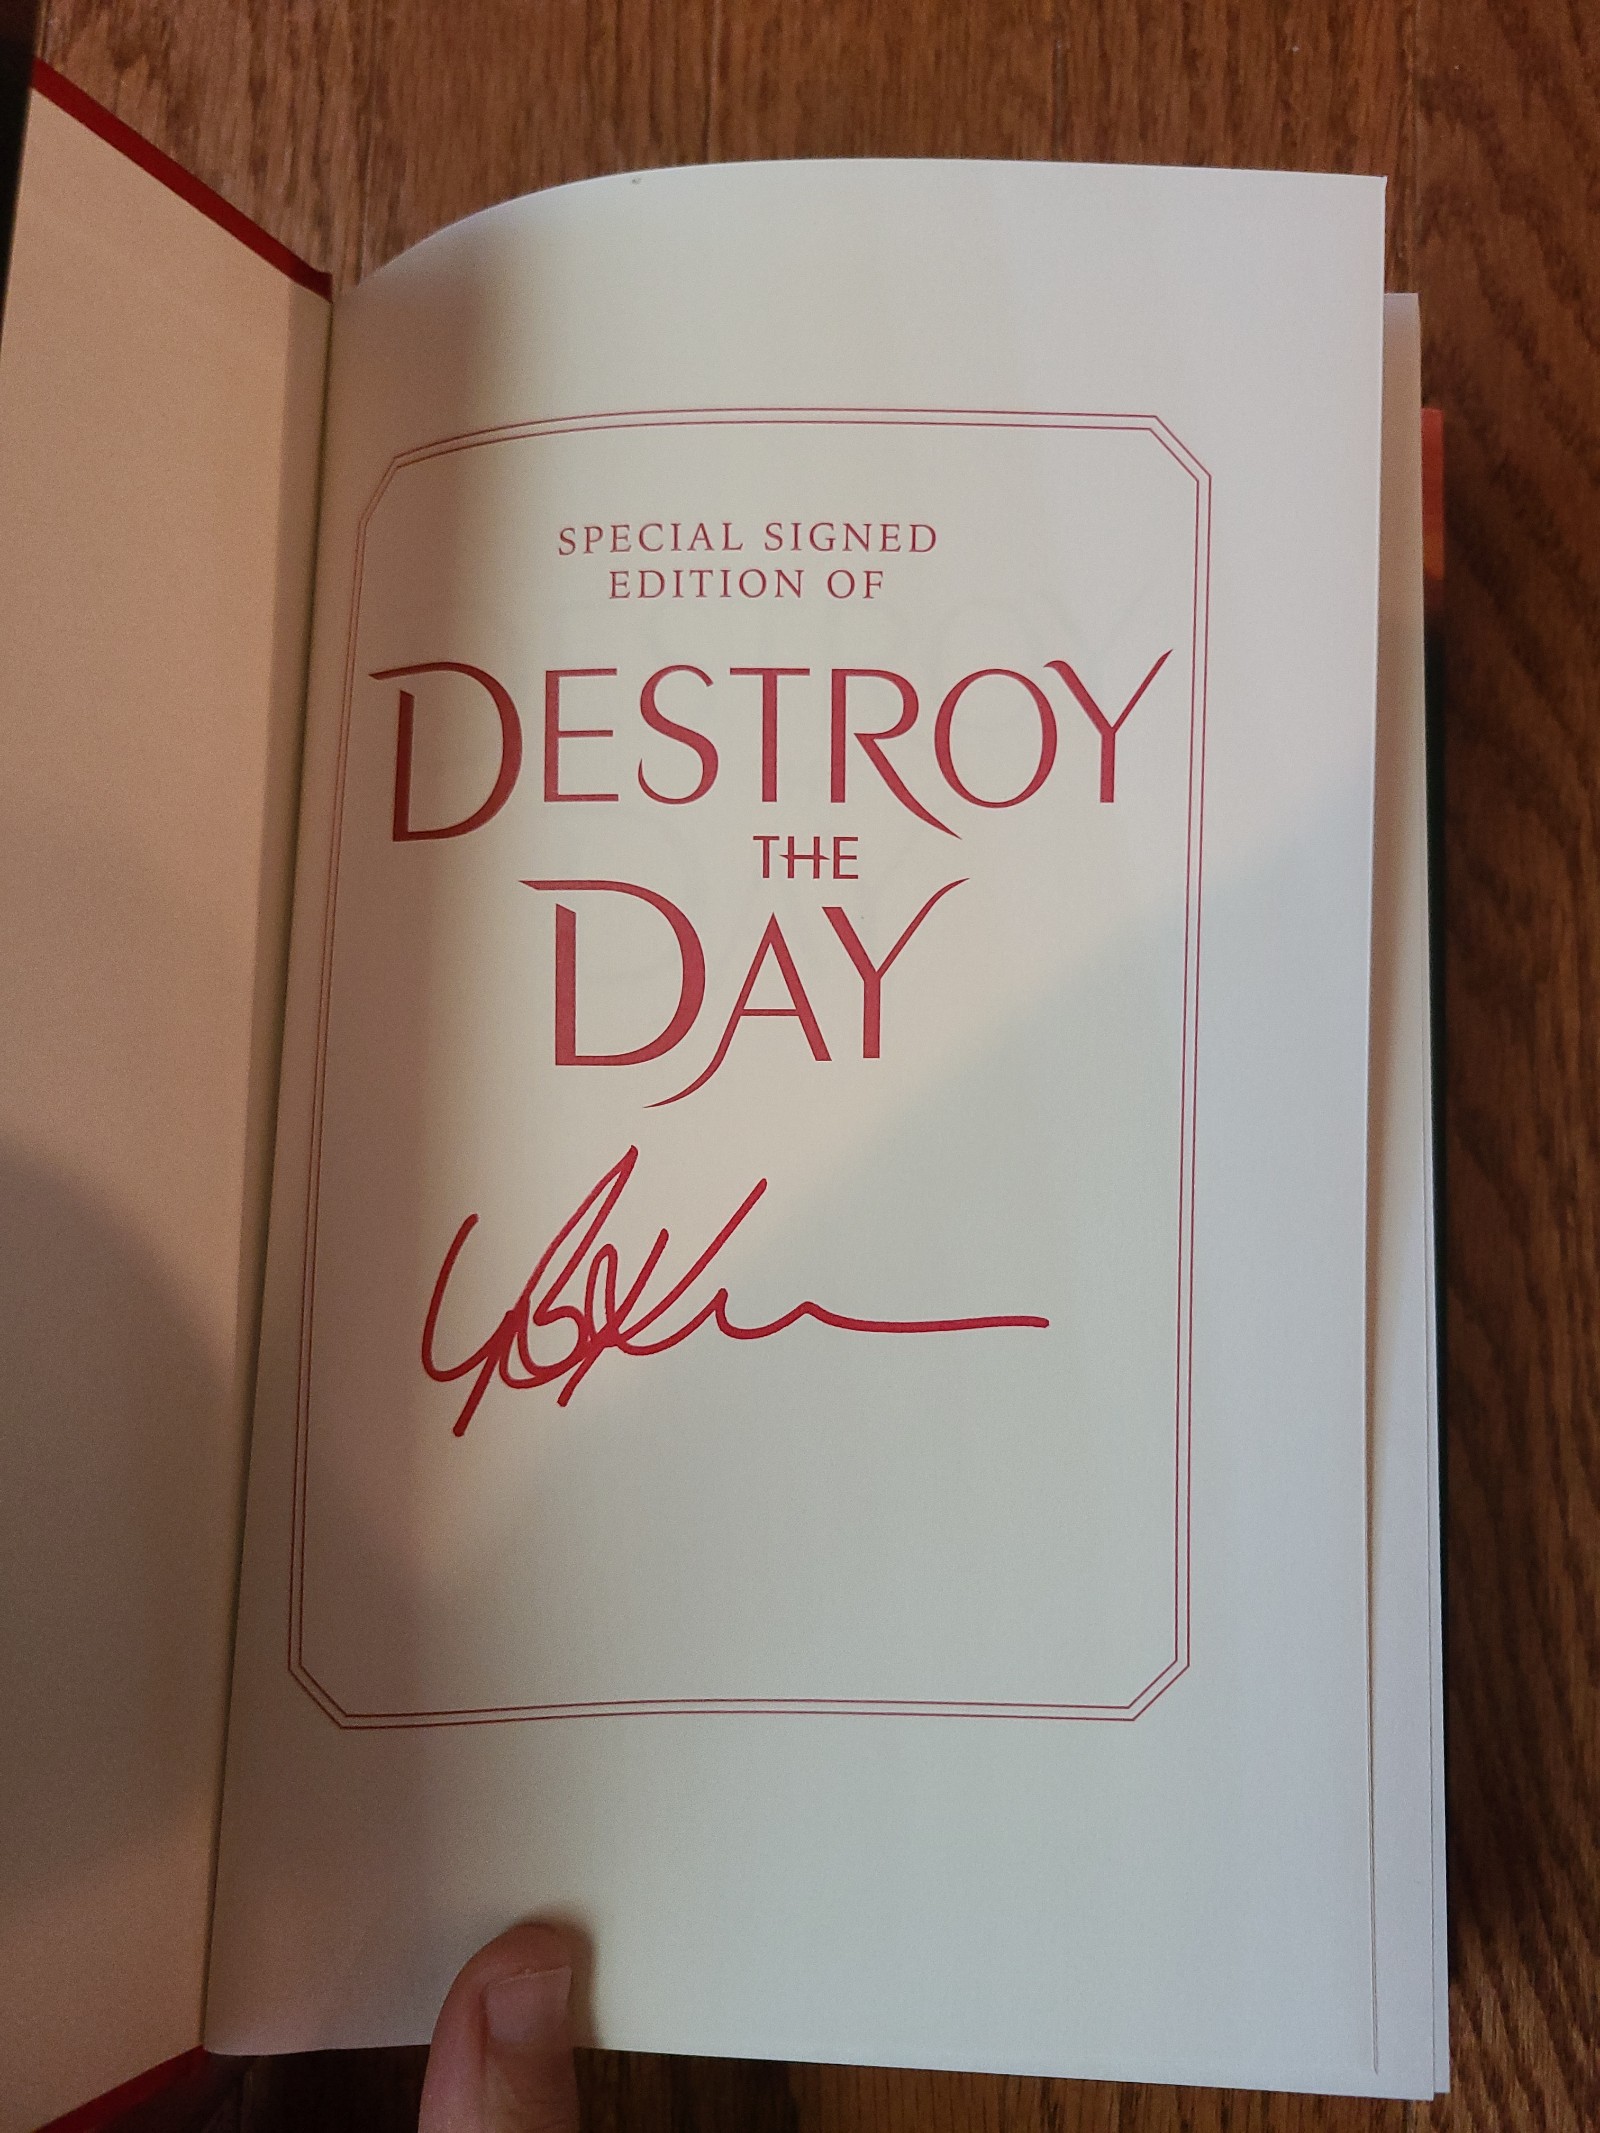 SPECIAL SIGNED
EDITION OF
DESTROY
THE
DAY